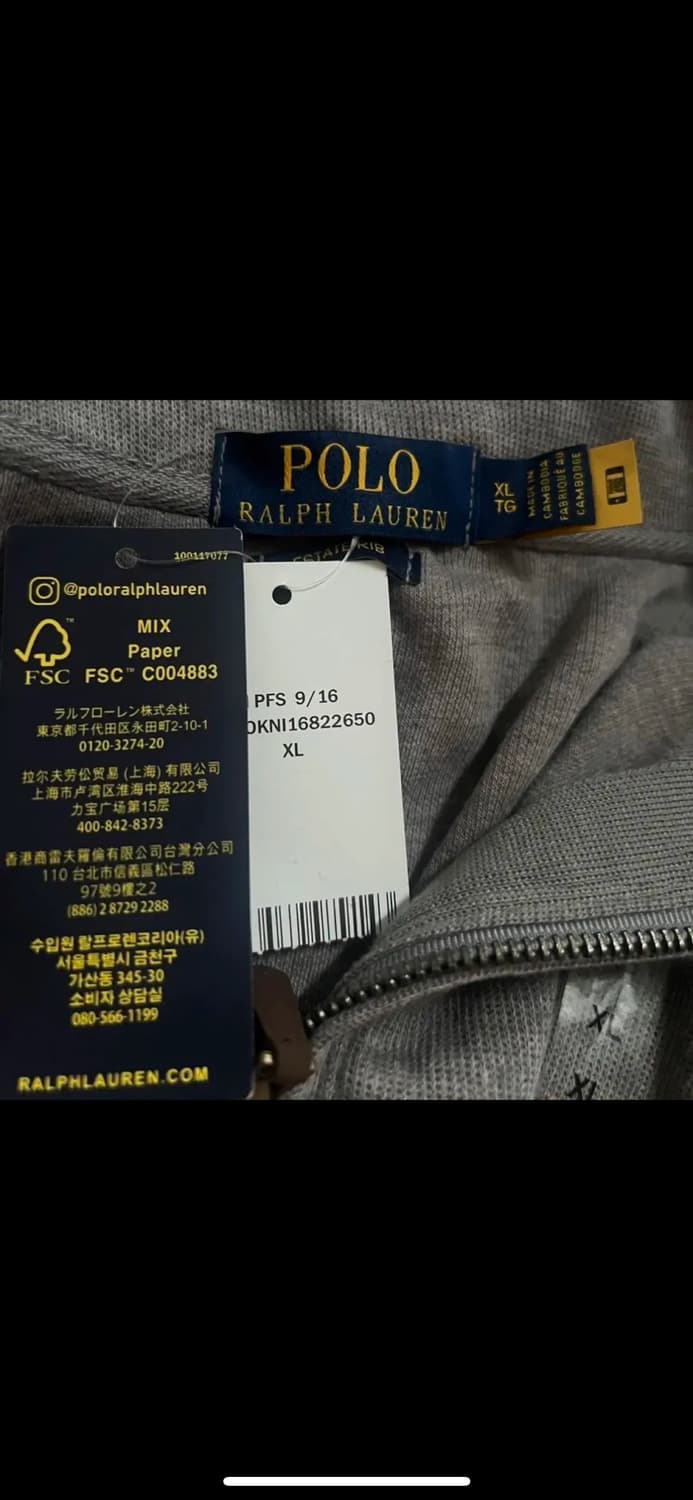 POLO
RALPH LAUREN
XL
TG
MADE IN
CAMBODIA
FABRIQUÉ AU
CAMBODGE
ESTATE RIB
100117077
@poloralphlauren
FSC™
MIX
Paper
FSC™ C004883
ラルフローレン株式会社
東京都千代田区永田町2-10-1
0120-3274-20
拉尔夫劳伦贸易 (上海) 有限公司
上海市卢湾区淮海中路222号
力宝广场第15层
400-842-8373
香港商雷夫羅倫有限公司台灣分公司
110 台北市信義區松仁路
97號9樓之2
(886) 2 8729 2288
수입원 랄프로렌코리아(유)
서울특별시 금천구
가산동 345-30
소비자 상담실
080-566-1199
RALPHLAUREN.COM
PFS 9/16
KNI16822650
XL
XL
XL